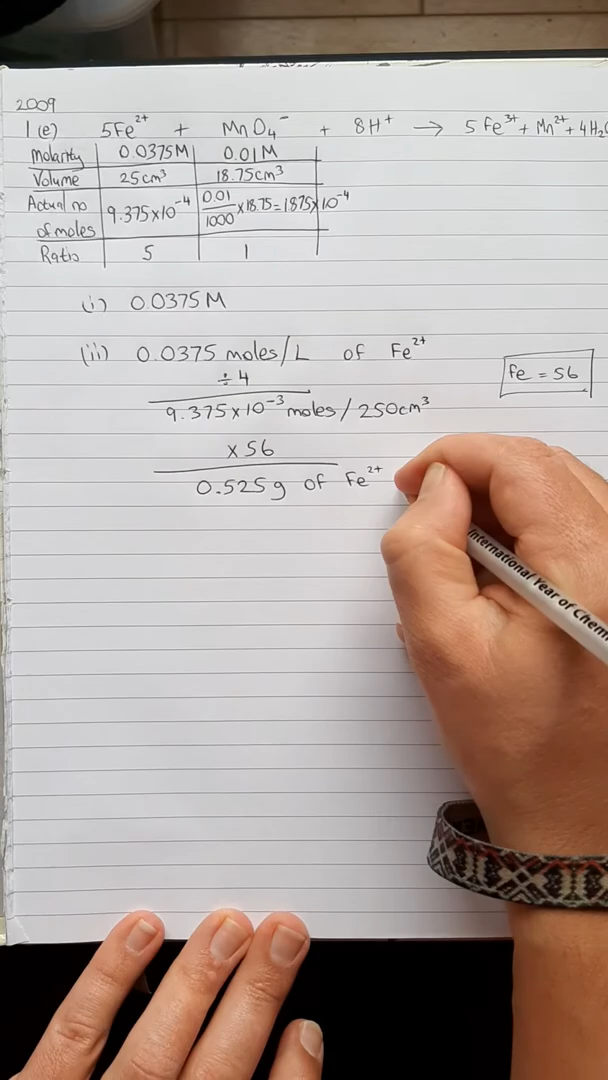 2009
1(e) 5Fe²⁺ + MnO₄⁻ + 8H⁺ → 5Fe³⁺ + Mn²⁺ + 4H₂O
Molarity 0.0375M 0.01M
Volume 25cm³ 18.75cm³
Actual no of moles 9.375x10⁻⁴ 0.01/1000 x18.75=1.875x10⁻⁴
Ratio 5 1
(i) 0.0375M
(ii) 0.0375 moles/L of Fe²⁺
÷4
Fe = 56
9.375x10⁻³ moles/250cm³
x56
0.525g of Fe²⁺
International Year of Chem